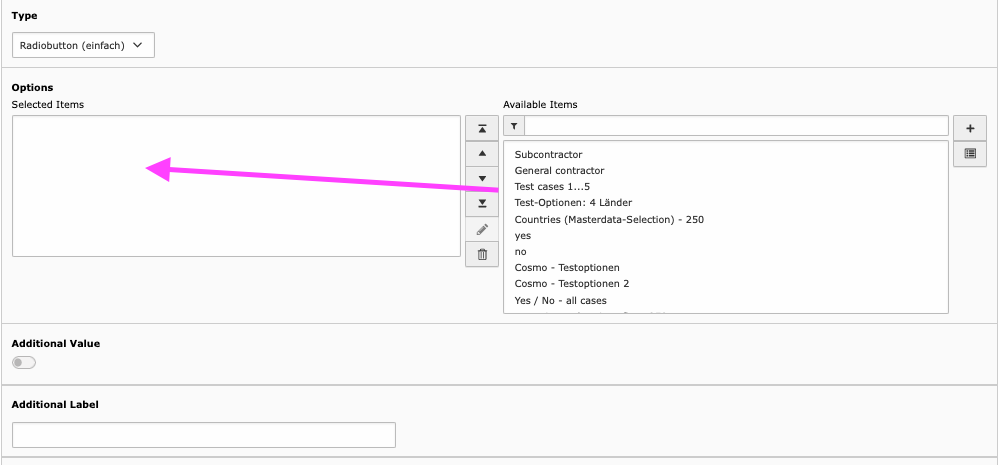 Type
Radiobutton (einfach)
Options
Selected Items
Available Items
Subcontractor
General contractor
Test cases 1...5
Test-Optionen: 4 Länder
Countries (Masterdata-Selection) - 250
yes
no
Cosmo - Testoptionen
Cosmo - Testoptionen 2
Yes / No - all cases
Additional Value
Additional Label